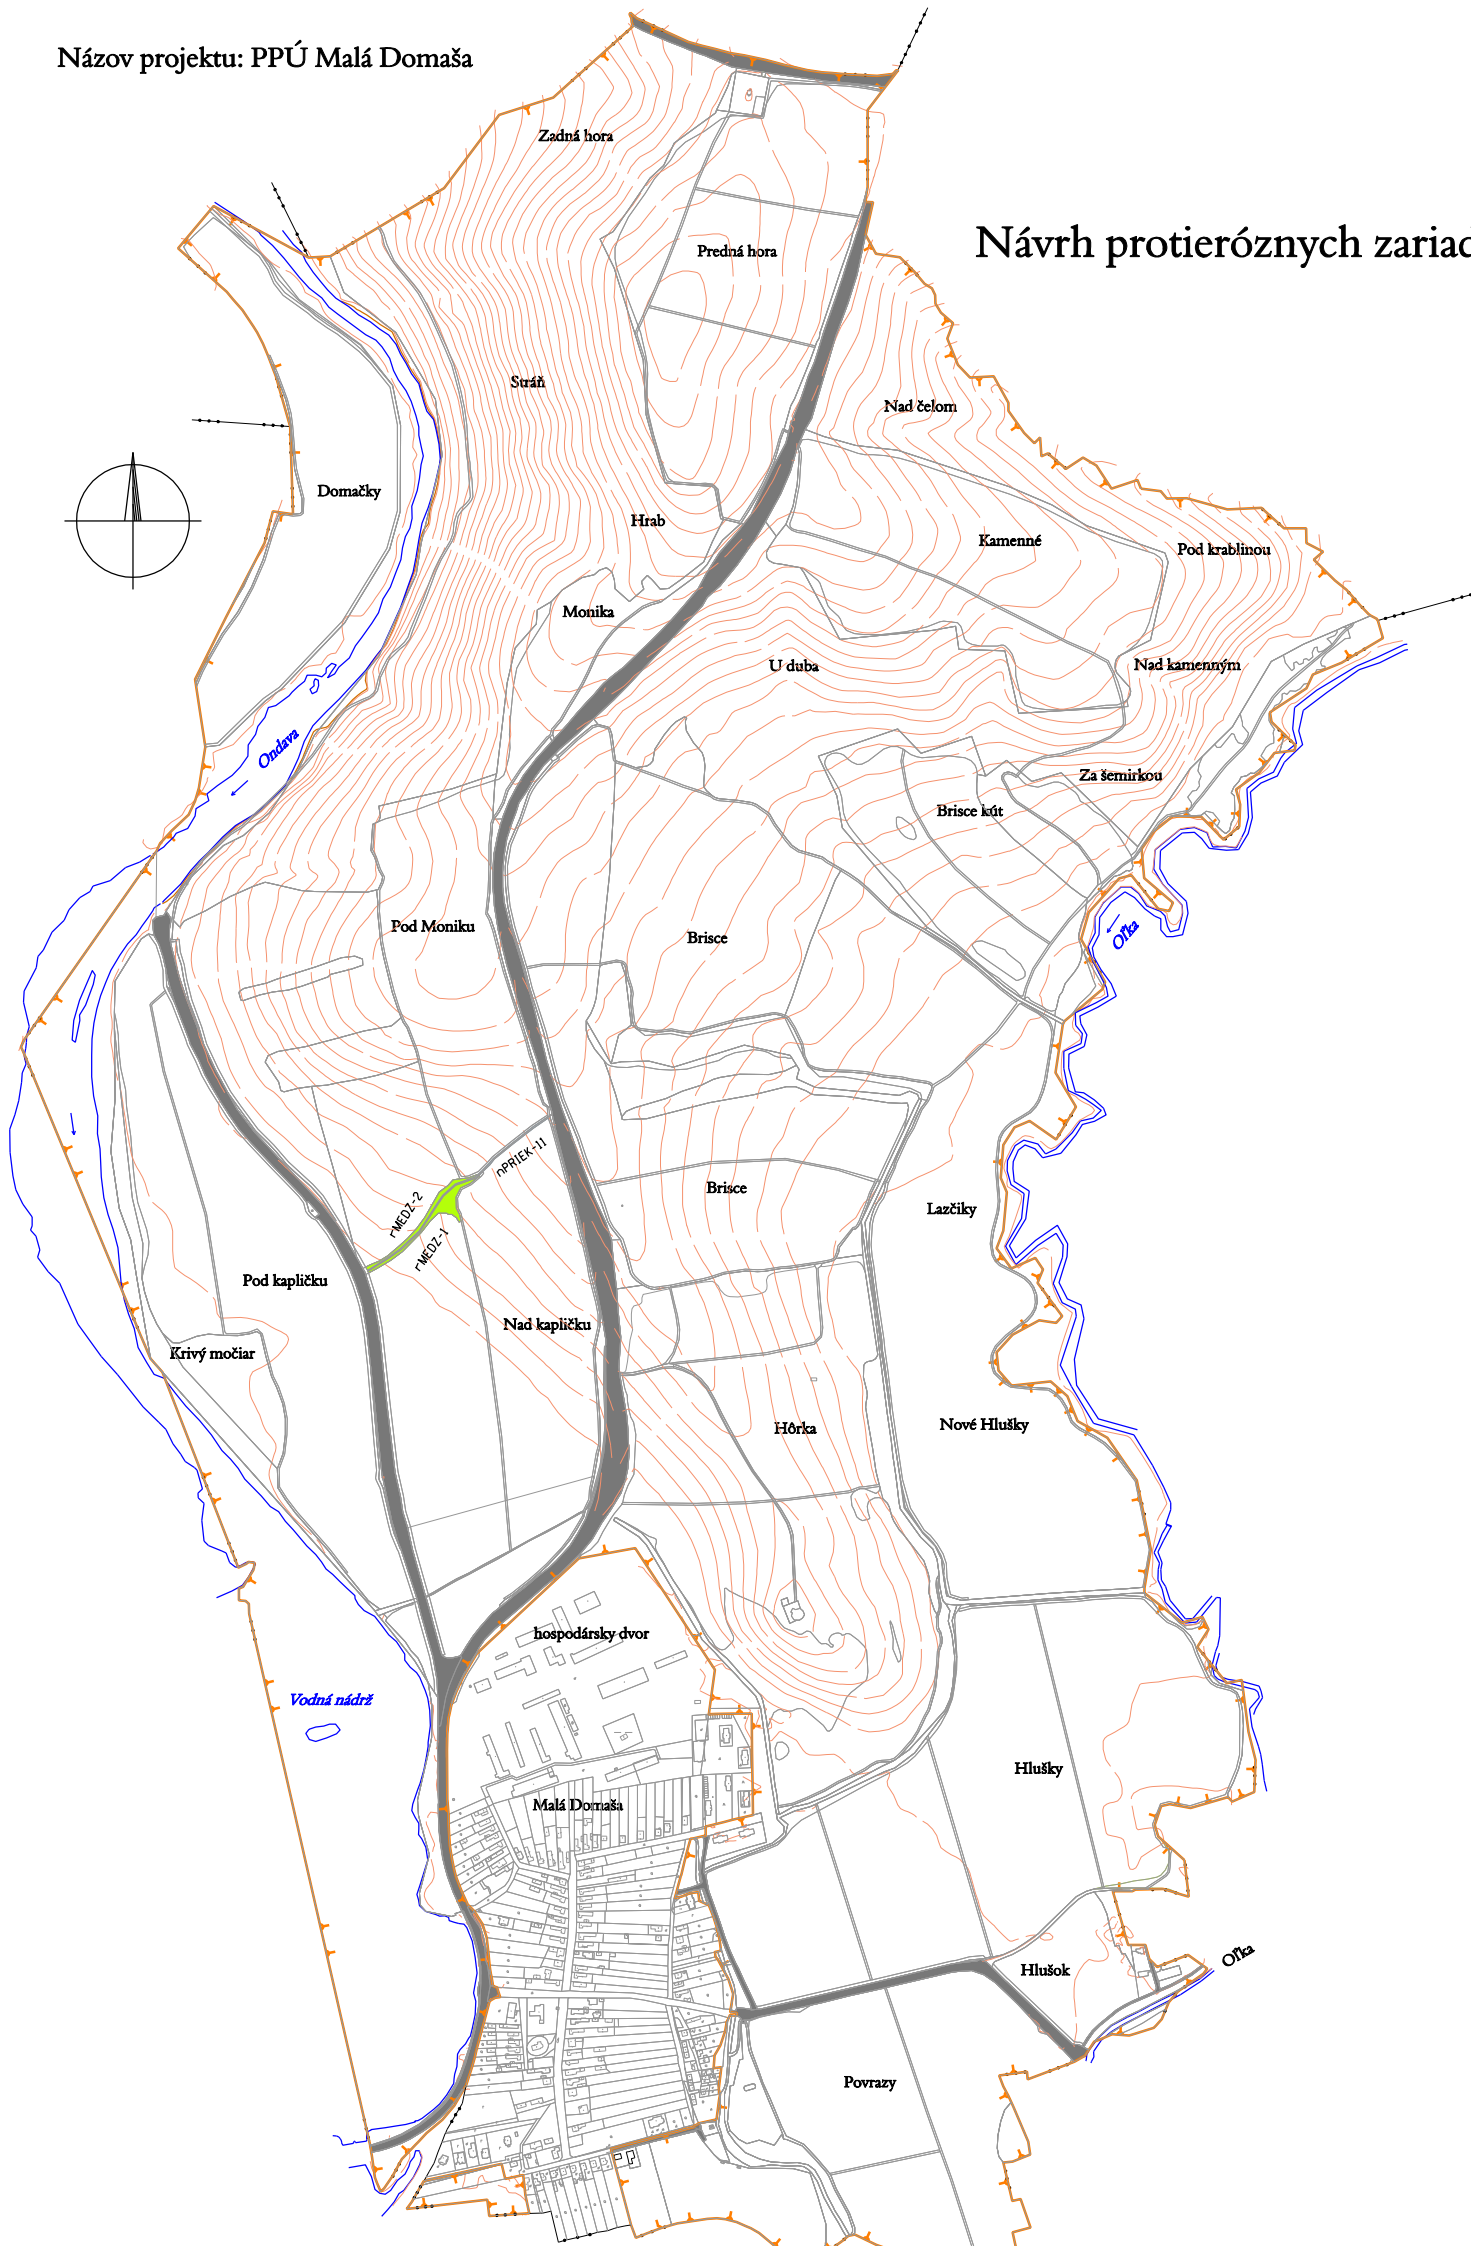 Názov projektu: PPÚ Malá Domaša
Zadná hora
Návrh protieróznych zariad
Predná hora
Stráň
Nad čelom
Domačky
Hrab
Kamenné
Pod krablinou
Monika
U duba
Nad kamenným
Ondava
Za šemirkou
Brisce kút
Pod Moniku
Brisce
Oľka
nPRIEK-11
rMEDZ-2
Brisce
rMEDZ-1
Lazčiky
Pod kapličku
Nad kapličku
Krivý močiar
Hôrka
Nové Hlušky
hospodársky dvor
Vodná nádrž
Hlušky
Malá Domaša
Oľka
Hlušok
Povrazy